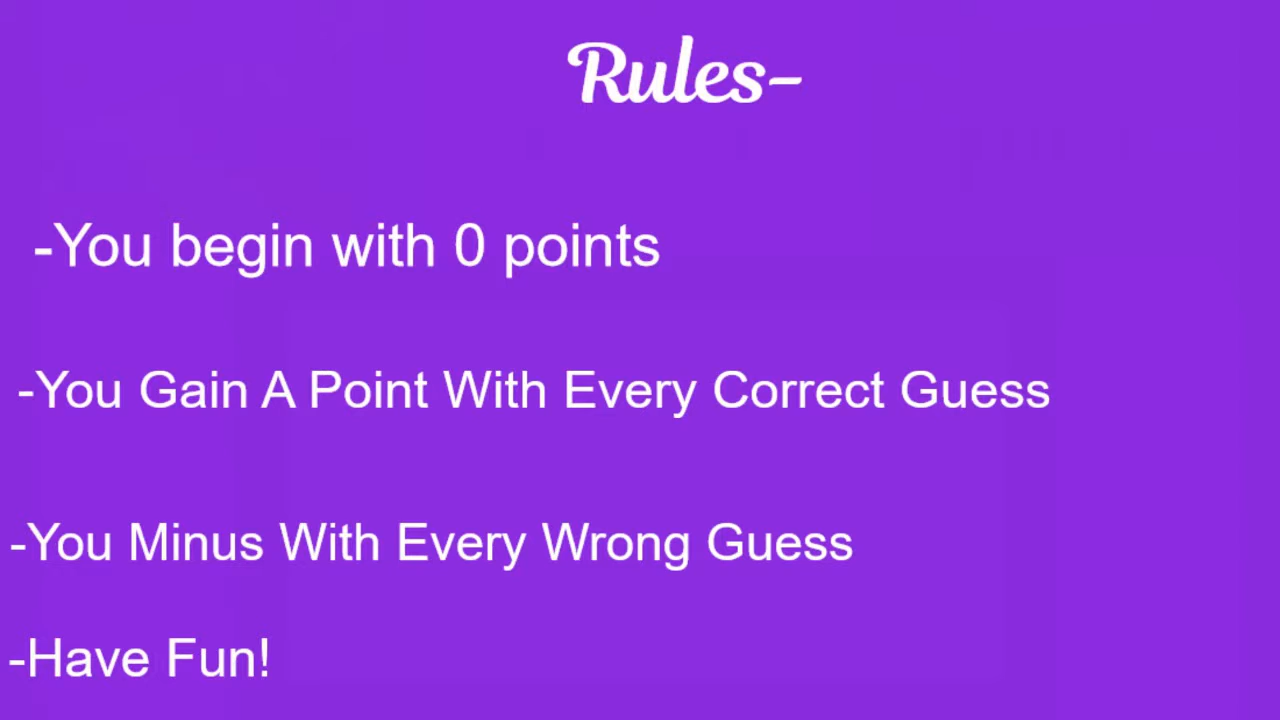 Rules-
-You begin with 0 points
-You Gain A Point With Every Correct Guess
-You Minus With Every Wrong Guess
-Have Fun!